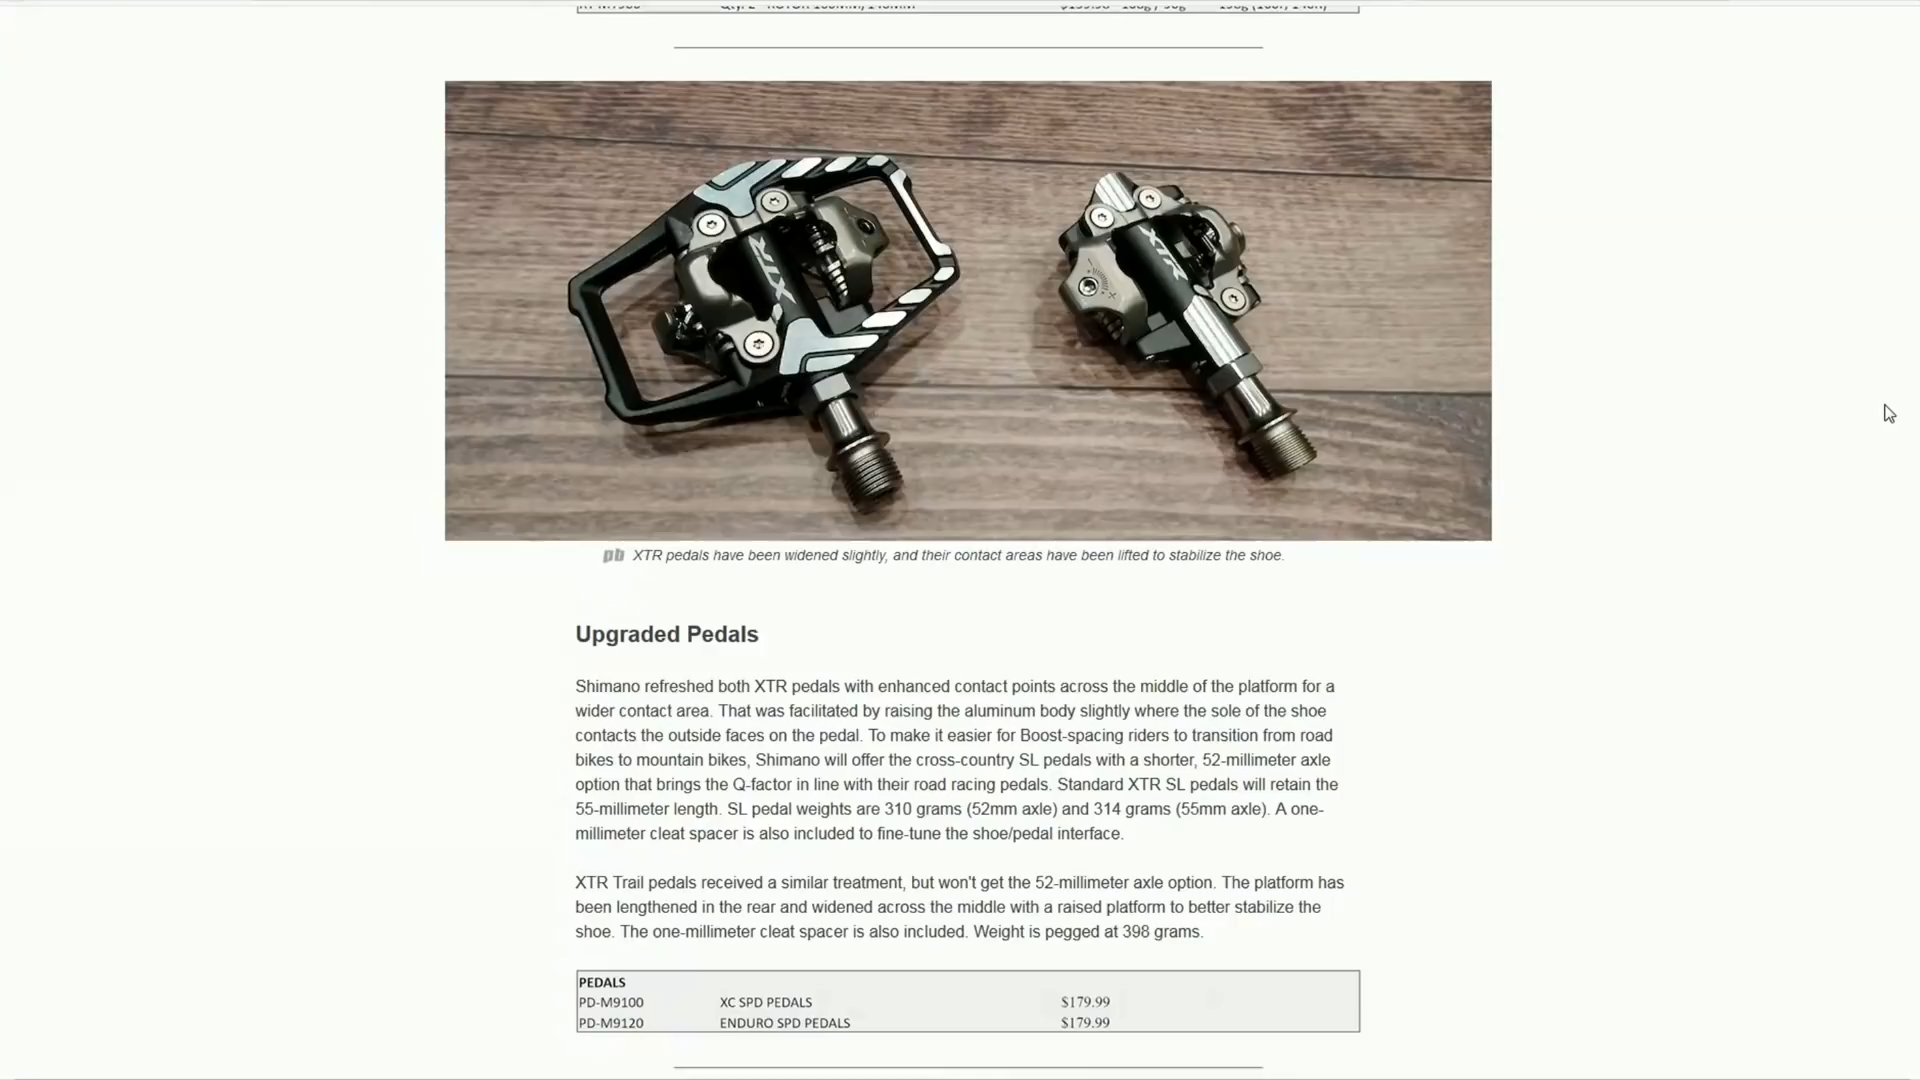 XTR
XTR
pb XTR pedals have been widened slightly, and their contact areas have been lifted to stabilize the shoe.
Upgraded Pedals
Shimano refreshed both XTR pedals with enhanced contact points across the middle of the platform for a
wider contact area. That was facilitated by raising the aluminum body slightly where the sole of the shoe
contacts the outside faces on the pedal. To make it easier for Boost-spacing riders to transition from road
bikes to mountain bikes, Shimano will offer the cross-country SL pedals with a shorter, 52-millimeter axle
option that brings the Q-factor in line with their road racing pedals. Standard XTR SL pedals will retain the
55-millimeter length. SL pedal weights are 310 grams (52mm axle) and 314 grams (55mm axle). A one-
millimeter cleat spacer is also included to fine-tune the shoe/pedal interface.
XTR Trail pedals received a similar treatment, but won't get the 52-millimeter axle option. The platform has
been lengthened in the rear and widened across the middle with a raised platform to better stabilize the
shoe. The one-millimeter cleat spacer is also included. Weight is pegged at 398 grams.
PEDALS
PD-M9100 XC SPD PEDALS $179.99
PD-M9120 ENDURO SPD PEDALS $179.99